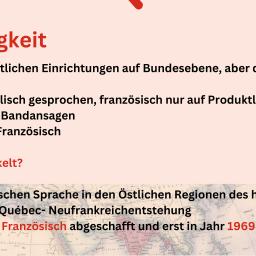 gkeit
tlichen Einrichtungen auf Bundesebene, aber
lisch gesprochen, französisch nur auf Produktl
Bandansagen
Französisch
kelt?
schen Sprache in den Östlichen Regionen des h
Québec- Neufrankreichentstehung
Französisch abgeschafft und erst in Jahr 1969